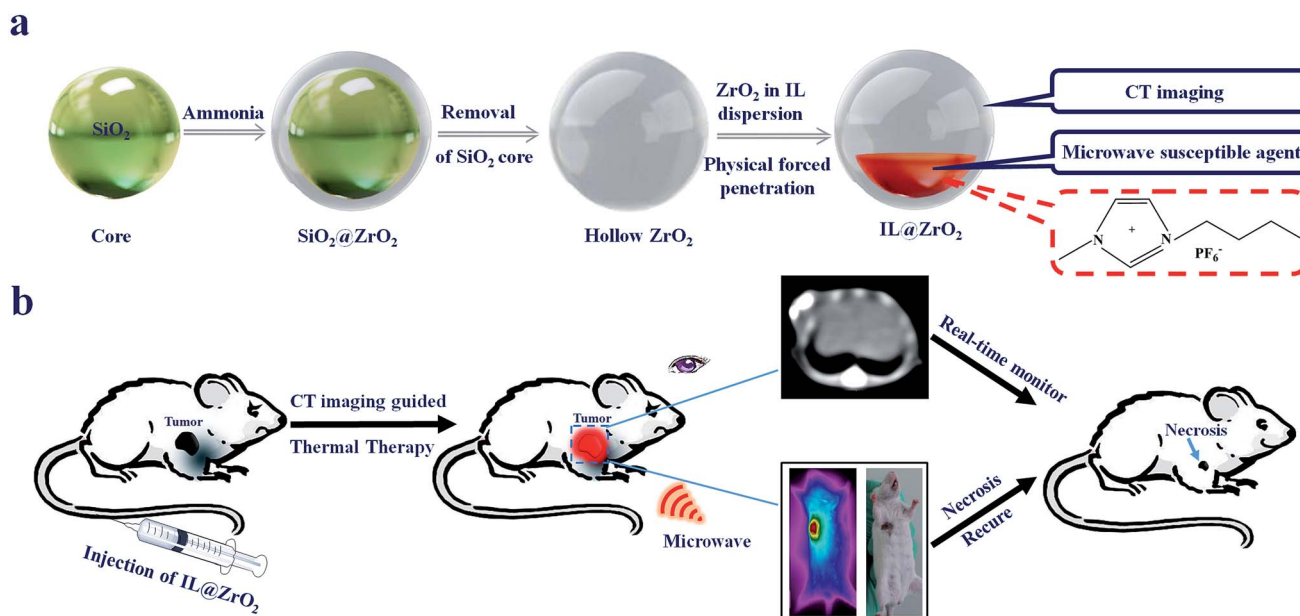 a
SiO₂
Core
Ammonia
SiO₂@ZrO₂
Removal
of SiO₂ core
Hollow ZrO₂
ZrO₂ in IL
dispersion
Physical forced
penetration
IL@ZrO₂
CT imaging
Microwave susceptible agent
N
+
N
PF₆⁻
b
Tumor
Injection of IL@ZrO₂
CT imaging guided
Thermal Therapy
Tumor
Microwave
Real-time monitor
Necrosis
Recure
Necrosis